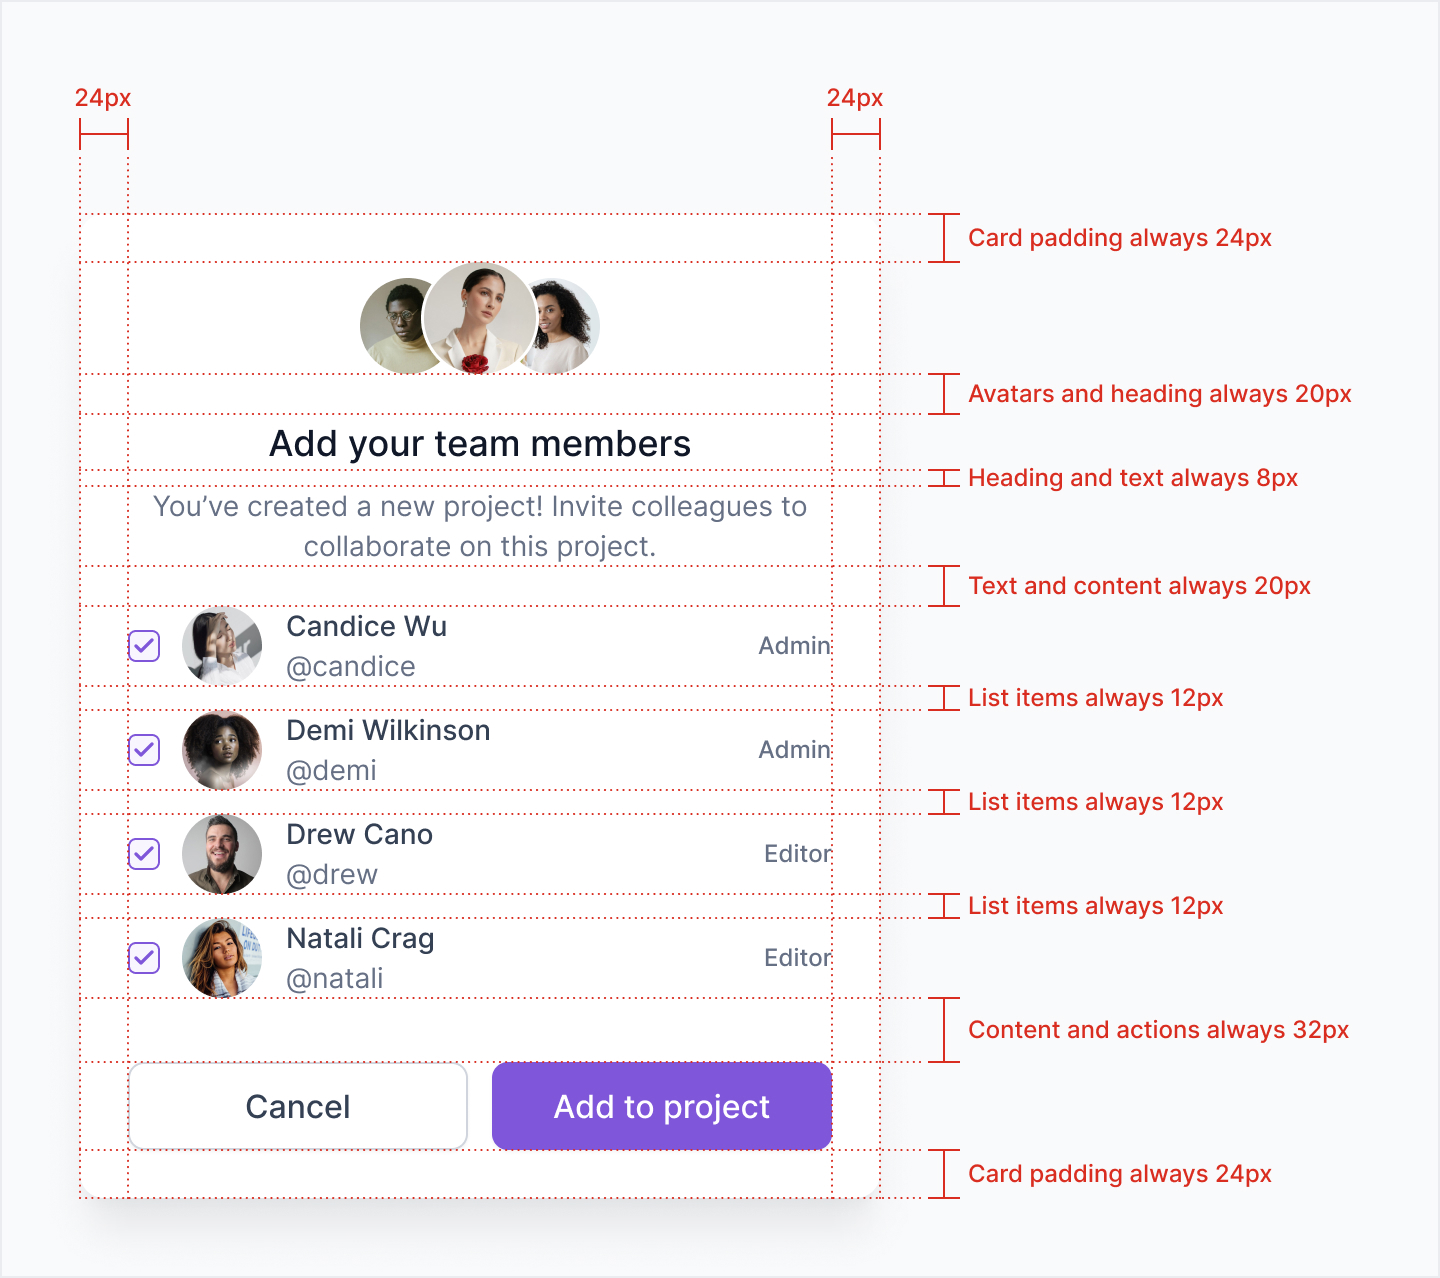 24px
24px
Card padding always 24px
Avatars and heading always 20px
Add your team members
Heading and text always 8px
You’ve created a new project! Invite colleagues to
collaborate on this project.
Text and content always 20px
Candice Wu
@candice
Admin
List items always 12px
Demi Wilkinson
@demi
Admin
List items always 12px
Drew Cano
@drew
Editor
List items always 12px
Natali Crag
@natali
Editor
Content and actions always 32px
Cancel
Add to project
Card padding always 24px